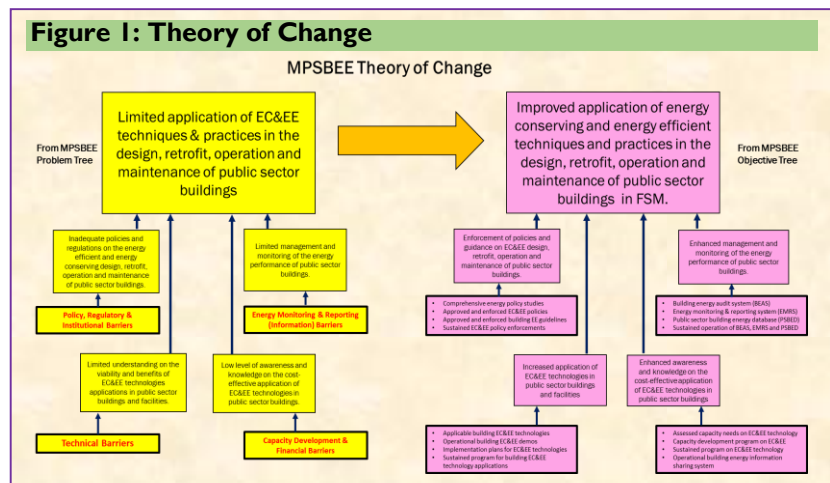 Figure 1: Theory of Change
MPSBEE Theory of Change
From MPSBEE
Problem Tree
Limited application of EC&EE
techniques & practices in the
design, retrofit, operation and
maintenance of public sector
buildings
Inadequate policies and
regulations on the energy
efficient and energy
conserving design, retrofit,
operation and maintenance
of public sector buildings.
Policy, Regulatory &
Institutional Barriers
Limited management and
monitoring of the energy
performance of public sector
buildings.
Energy Monitoring & Reporting
(Information) Barriers
Limited understanding on the
viability and benefits of
EC&EE technologies
applications in public sector
buildings and facilities.
Technical Barriers
Low level of awareness and
knowledge on the cost-
effective application of
EC&EE technologies in
public sector buildings.
Capacity Development &
Financial Barriers
Improved application of energy
conserving and energy efficient
techniques and practices in the
design, retrofit, operation and
maintenance of public sector
buildings in FSM.
From MPSBEE
Objective Tree
Enforcement of policies and
guidance on EC&EE design,
retrofit, operation and
maintenance of public sector
buildings.
• Comprehensive energy policy studies
• Approved and enforced EC&EE policies
• Approved and enforced building EE guidelines
• Sustained EC&EE policy enforcements
Enhanced management and
monitoring of the energy
performance of public sector
buildings.
• Building energy audit system (BEAS)
• Energy monitoring & reporting system (EMRS)
• Public sector building energy database (PSBED)
• Sustained operation of BEAS, EMRS and PSBED
Increased application of
EC&EE technologies in
public sector buildings
and facilities
• Applicable building EC&EE technologies
• Operational building EC&EE demos
• Implementation plans for EC&EE technologies
• Sustained program for building EC&EE
technology applications
Enhanced awareness
and knowledge on the
cost-effective application
of EC&EE technologies in
public sector buildings
• Assessed capacity needs on EC&EE technology
• Capacity development program on EC&EE
• Sustained program on EC&EE technology
• Operational building energy information
sharing system